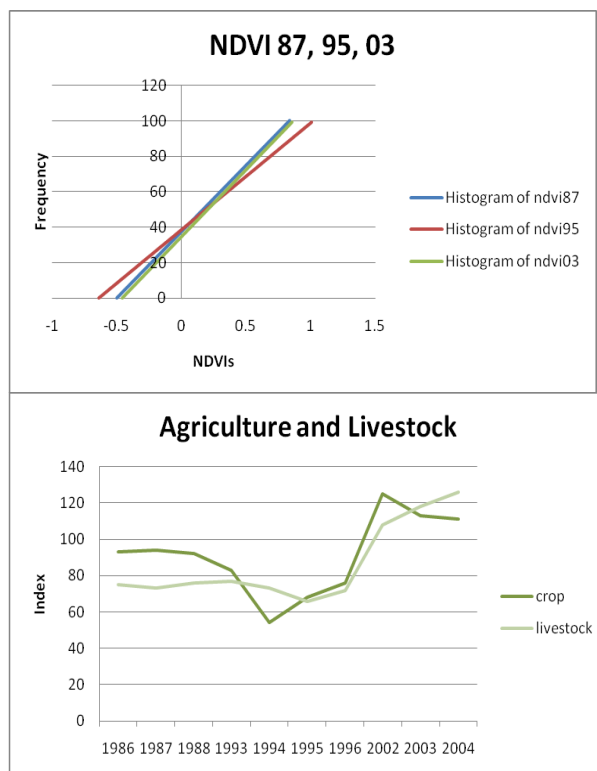 NDVI 87, 95, 03
120
100
80
60
40
20
0
-1 -0.5 0 0.5 1 1.5
Frequency
NDVIs
Histogram of ndvi87
Histogram of ndvi95
Histogram of ndvi03
Agriculture and Livestock
140
120
100
80
60
40
20
0
Index
1986 1987 1988 1993 1994 1995 1996 2002 2003 2004
crop
livestock